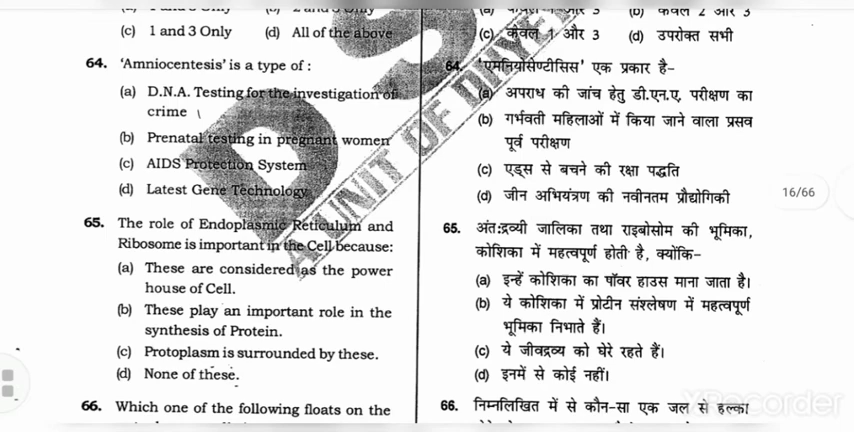 (c) 1 and 3 Only (d) All of the above
64. 'Amniocentesis' is a type of :
(a) D.N.A. Testing for the investigation of
crime
(b) Prenatal testing in pregnant women
(c) AIDS Protection System
(d) Latest Gene Technology
65. The role of Endoplasmic Reticulum and
Ribosome is important in the Cell because:
(a) These are considered as the power
house of Cell.
(b) These play an important role in the
synthesis of Protein.
(c) Protoplasm is surrounded by these.
(d) None of these.
66. Which one of the following floats on the
(c) केवल 1 और 3 (d) उपरोक्त सभी
64. 'एमनियोसेण्टीसिस' एक प्रकार है-
(a) अपराध की जांच हेतु डी.एन.ए. परीक्षण का
(b) गर्भवती महिलाओं में किया जाने वाला प्रसव
पूर्व परीक्षण
(c) एड्स से बचने की रक्षा पद्धति
(d) जीन अभियंत्रण की नवीनतम प्रौद्योगिकी
65. अंतःद्रव्यी जालिका तथा राइबोसोम की भूमिका,
कोशिका में महत्वपूर्ण होती है, क्योंकि-
(a) इन्हें कोशिका का पॉवर हाउस माना जाता है।
(b) ये कोशिका में प्रोटीन संश्लेषण में महत्वपूर्ण
भूमिका निभाते हैं।
(c) ये जीवद्रव्य को घेरे रहते हैं।
(d) इनमें से कोई नहीं।
66. निम्नलिखित में से कौन-सा एक जल से हल्का
16/66
A UNIT OF DHYE
XRecorder